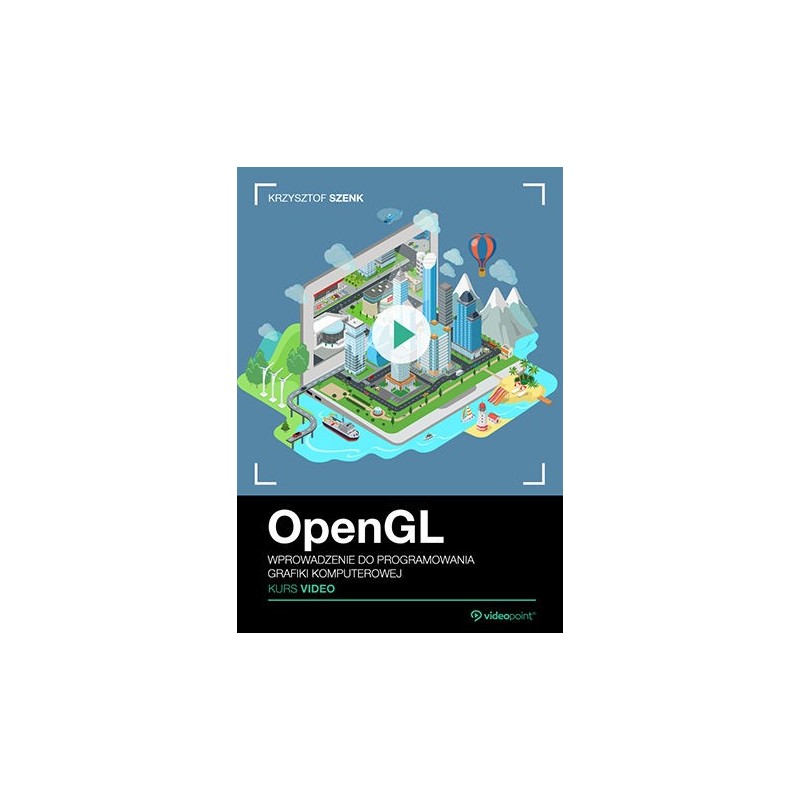 KRZYSZTOF SZENK
OpenGL
WPROWADZENIE DO PROGRAMOWANIA
GRAFIKI KOMPUTEROWEJ
KURS VIDEO
videopoint®